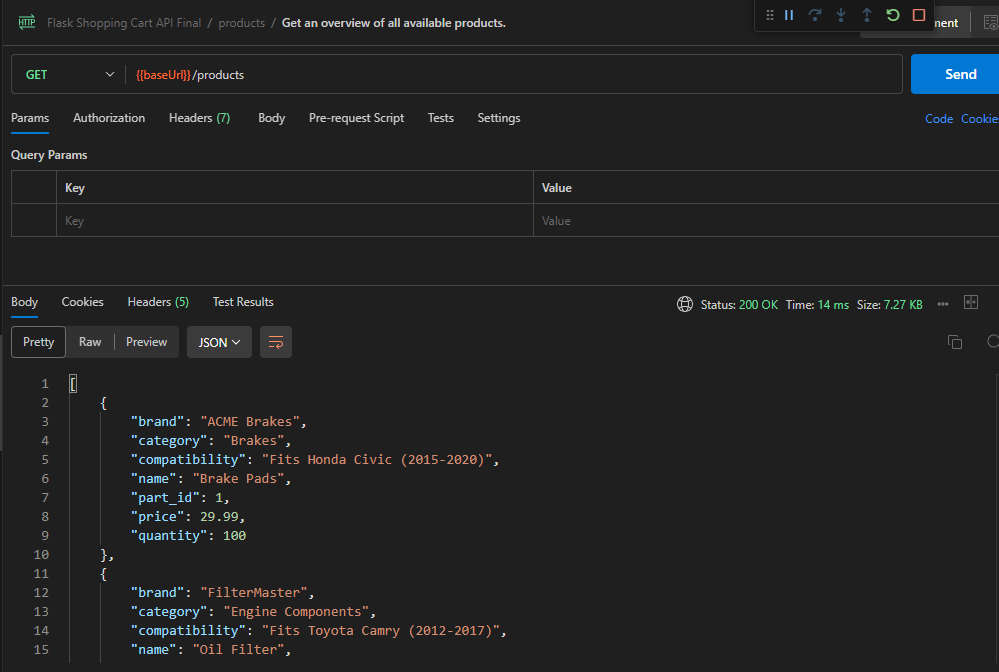 HTTP Flask Shopping Cart API Final / products / Get an overview of all available products.
GET {{baseUrl}}/products Send
Params Authorization Headers (7) Body Pre-request Script Tests Settings Code Cookie
Query Params
Key Value
Key Value
Body Cookies Headers (5) Test Results Status: 200 OK Time: 14 ms Size: 7.27 KB
Pretty Raw Preview JSON
1 [
2 {
3 "brand": "ACME Brakes",
4 "category": "Brakes",
5 "compatibility": "Fits Honda Civic (2015-2020)",
6 "name": "Brake Pads",
7 "part_id": 1,
8 "price": 29.99,
9 "quantity": 100
10 },
11 {
12 "brand": "FilterMaster",
13 "category": "Engine Components",
14 "compatibility": "Fits Toyota Camry (2012-2017)",
15 "name": "Oil Filter",